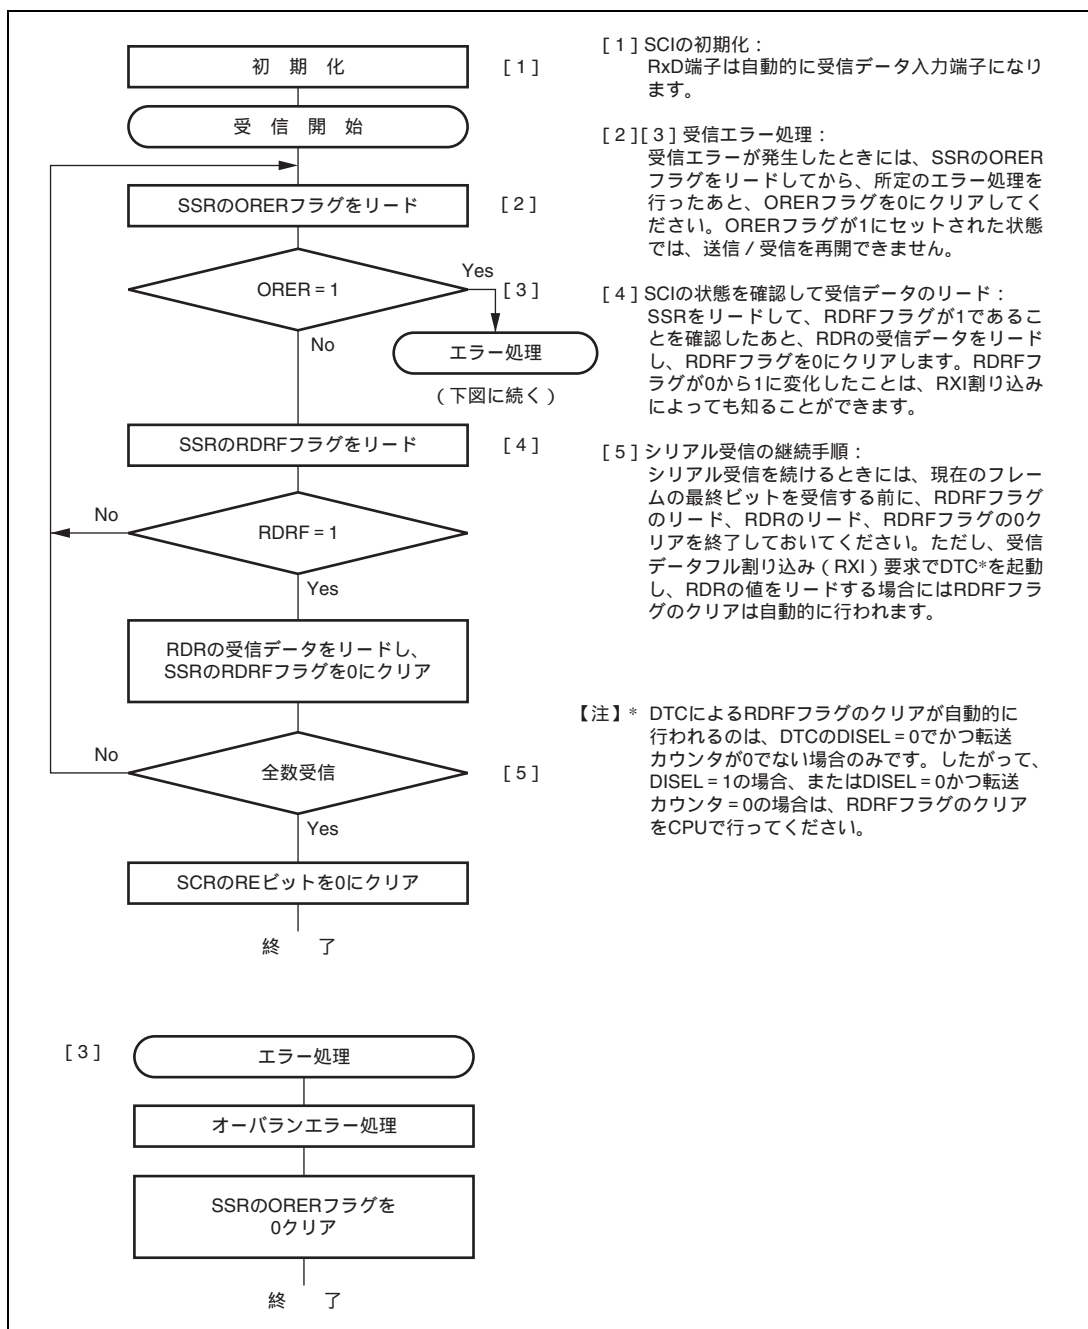 初 期 化
[ 1 ]
受 信 開 始
SSRのORERフラグをリード
[ 2 ]
ORER = 1
Yes
[ 3 ]
No
エラー処理
( 下図に続く )
SSRのRDRFフラグをリード
[ 4 ]
No
RDRF = 1
Yes
RDRの受信データをリードし、
SSRのRDRFフラグを0にクリア
No
全数受信
[ 5 ]
Yes
SCRのREビットを0にクリア
終 了
[ 1 ] SCIの初期化 :
RxD端子は自動的に受信データ入力端子になり
ます。
[ 2 ][ 3 ] 受信エラー処理 :
受信エラーが発生したときには、SSRのORER
フラグをリードしてから、所定のエラー処理を
行ったあと、ORERフラグを0にクリアしてく
ださい。ORERフラグが1にセットされた状態
では、送信 / 受信を再開できません。
[ 4 ] SCIの状態を確認して受信データのリード :
SSRをリードして、RDRFフラグが1であるこ
とを確認したあと、RDRの受信データをリード
し、RDRFフラグを0にクリアします。RDRFフ
ラグが0から1に変化したことは、RXI割り込み
によっても知ることができます。
[ 5 ] シリアル受信の継続手順 :
シリアル受信を続けるときには、現在のフレー
ムの最終ビットを受信する前に、RDRFフラグ
のリード、RDRのリード、RDRFフラグの0ク
リアを終了しておいてください。ただし、受信
データフル割り込み ( RXI ) 要求でDTC*を起動
し、RDRの値をリードする場合にはRDRFフラ
グのクリアは自動的に行われます。
【注】* DTCによるRDRFフラグのクリアが自動的に
行われるのは、DTCのDISEL = 0でかつ転送
カウンタが0でない場合のみです。したがって、
DISEL = 1の場合、またはDISEL = 0かつ転送
カウンタ = 0の場合は、RDRFフラグのクリア
をCPUで行ってください。
[ 3 ]
エラー処理
オーバランエラー処理
SSRのORERフラグを
0クリア
終 了